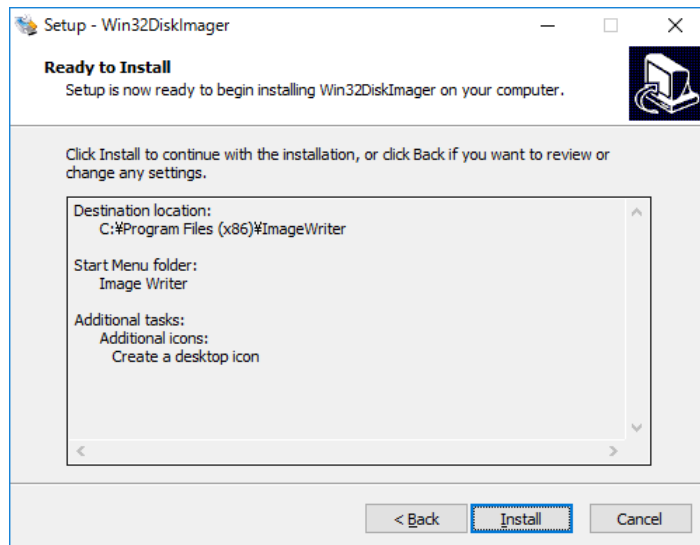 Setup - Win32DiskImager
Ready to Install
Setup is now ready to begin installing Win32DiskImager on your computer.
Click Install to continue with the installation, or click Back if you want to review or
change any settings.
Destination location:
C:¥Program Files (x86)¥ImageWriter
Start Menu folder:
Image Writer
Additional tasks:
Additional icons:
Create a desktop icon
< Back
Install
Cancel